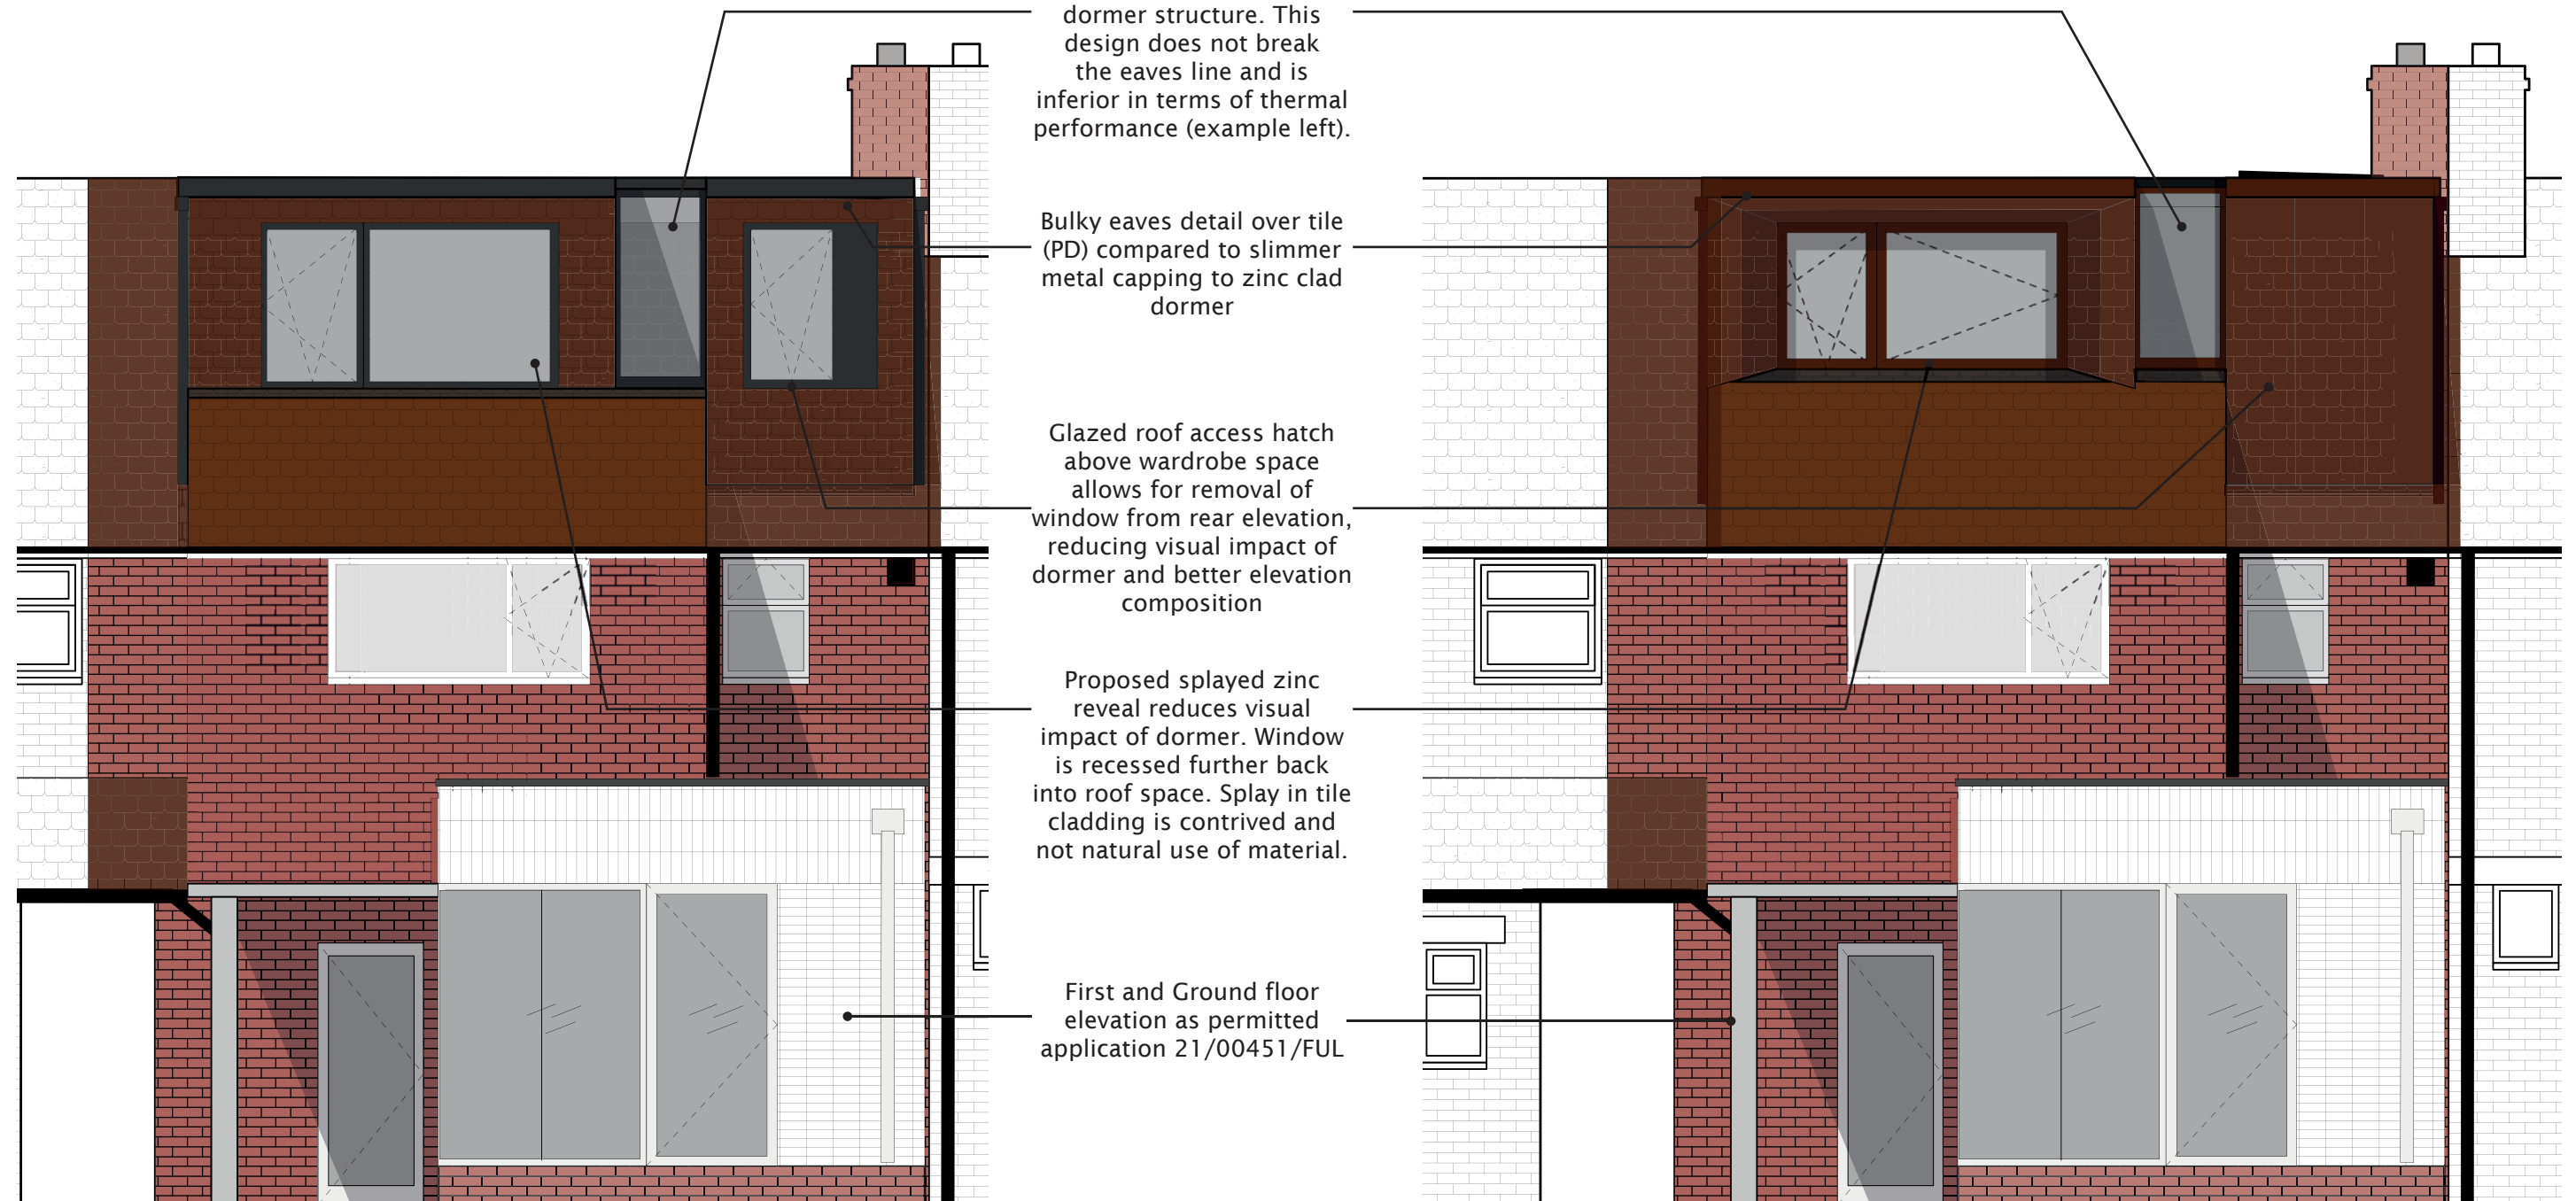 dormer structure. This
design does not break
the eaves line and is
inferior in terms of thermal
performance (example left).
Bulky eaves detail over tile
(PD) compared to slimmer
metal capping to zinc clad
dormer
Glazed roof access hatch
above wardrobe space
allows for removal of
window from rear elevation,
reducing visual impact of
dormer and better elevation
composition
Proposed splayed zinc
reveal reduces visual
impact of dormer. Window
is recessed further back
into roof space. Splay in tile
cladding is contrived and
not natural use of material.
First and Ground floor
elevation as permitted
application 21/00451/FUL